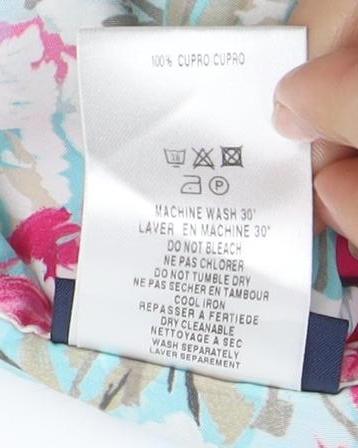 100% CUPRO CUPRO
30
P
MACHINE WASH 30°
LAVER EN MACHINE 30°
DO NOT BLEACH
NE PAS CHLORER
DO NOT TUMBLE DRY
NE PAS SECHER EN TAMBOUR
COOL IRON
REPASSER A FERTIEDE
DRY CLEANABLE
NETTOYAGE A SEC
WASH SEPARATELY
LAVER SEPAREMENT